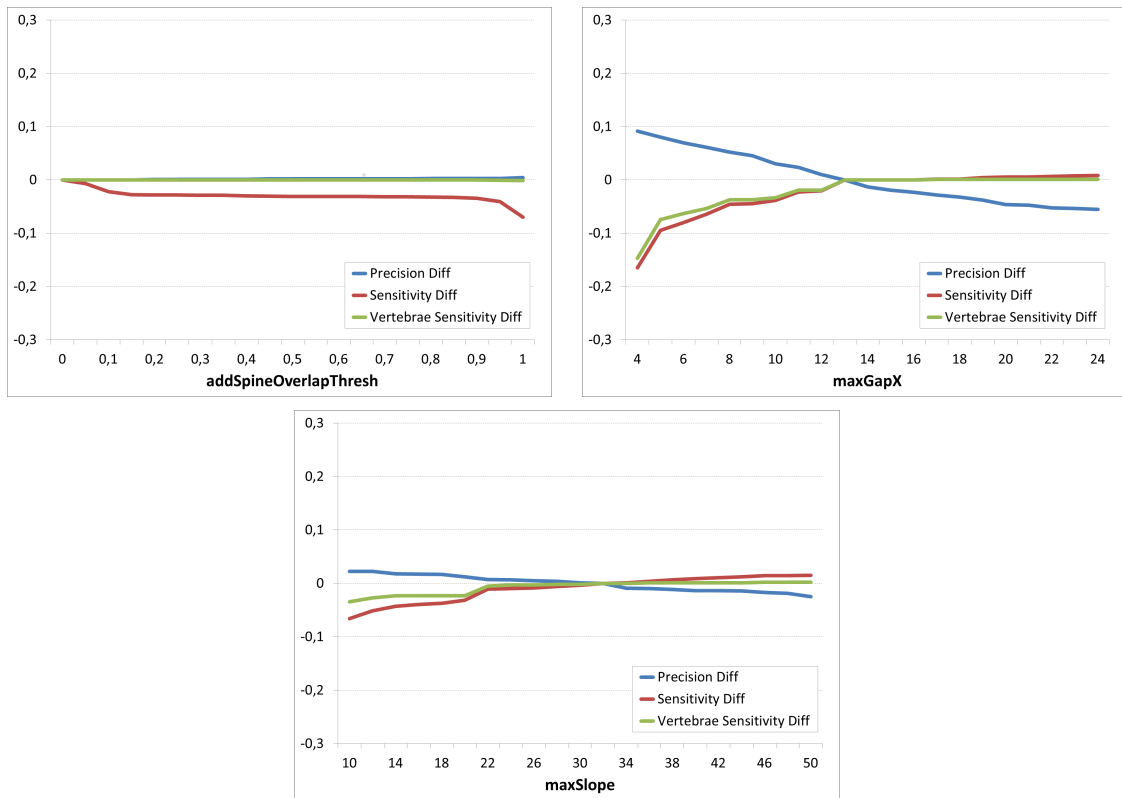 0,3
0,2
0,1
0
-0,1
-0,2
-0,3
Precision Diff
Sensitivity Diff
Vertebrae Sensitivity Diff
0 0,1 0,2 0,3 0,4 0,5 0,6 0,7 0,8 0,9 1
addSpineOverlapThresh
0,3
0,2
0,1
0
-0,1
-0,2
-0,3
Precision Diff
Sensitivity Diff
Vertebrae Sensitivity Diff
4 6 8 10 12 14 16 18 20 22 24
maxGapX
0,3
0,2
0,1
0
-0,1
-0,2
-0,3
Precision Diff
Sensitivity Diff
Vertebrae Sensitivity Diff
10 14 18 22 26 30 34 38 42 46 50
maxSlope